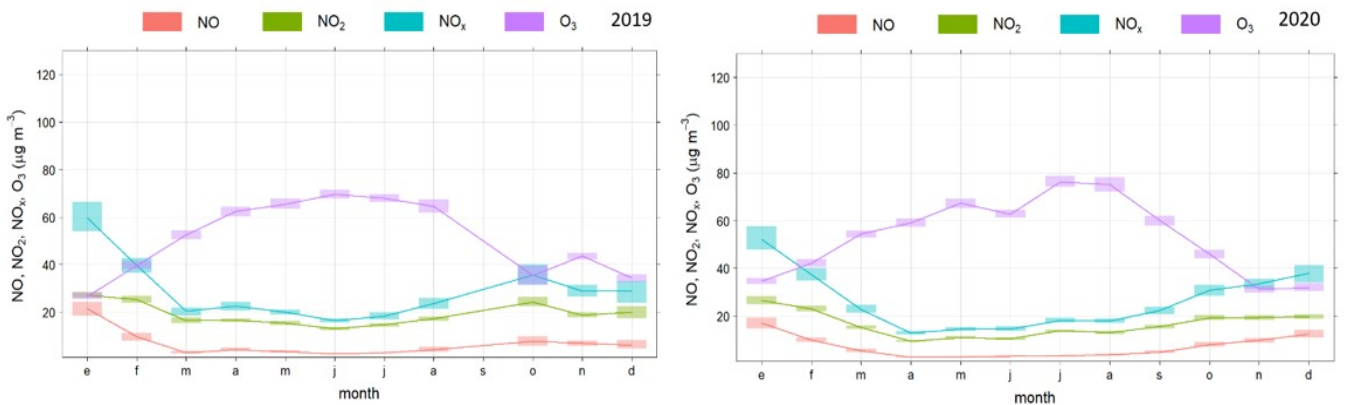 NO NO₂ NOₓ O₃ 2019
NO, NO₂, NOₓ, O₃ (μg m⁻³)
120
100
80
60
40
20
e f m a m j j a s o n d
month
NO NO₂ NOₓ O₃ 2020
NO, NO₂, NOₓ, O₃ (μg m⁻³)
120
100
80
60
40
20
e f m a m j j a s o n d
month